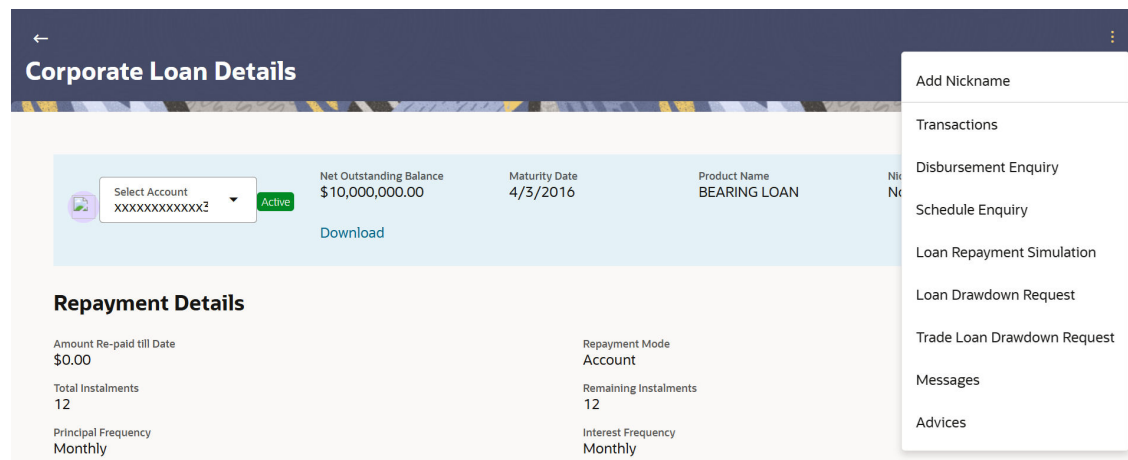 ←
Corporate Loan Details
Add Nickname
Transactions
Disbursement Enquiry
Schedule Enquiry
Loan Repayment Simulation
Loan Drawdown Request
Trade Loan Drawdown Request
Messages
Advices
Select Account
xxxxxxxxxxxx3
Active
Net Outstanding Balance
$10,000,000.00
Download
Maturity Date
4/3/2016
Product Name
BEARING LOAN
Repayment Details
Amount Re-paid till Date
$0.00
Repayment Mode
Account
Total Instalments
12
Remaining Instalments
12
Principal Frequency
Monthly
Interest Frequency
Monthly